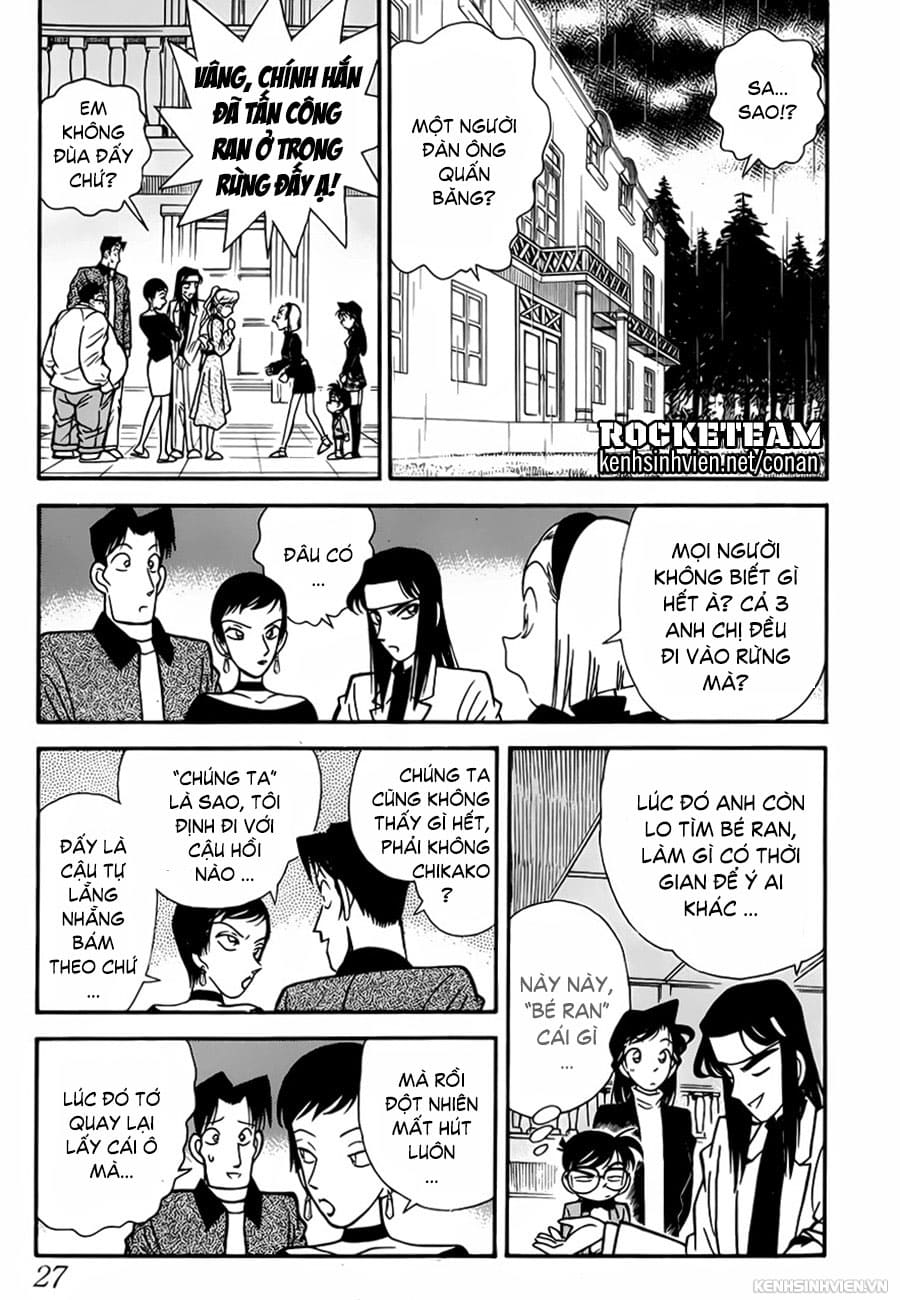 SA...
SAO!?
MỘT NGƯỜI
ĐÀN ÔNG
QUẤN
BĂNG?
ROCKETEAM
kenhsinhvien.net/conan
VÂNG, CHÍNH HẮN
ĐÃ TẤN CÔNG
RAN Ở TRONG
RỪNG ĐẤY Ạ!
EM
KHÔNG
ĐÙA ĐẤY
CHỨ?
MỌI NGƯỜI
KHÔNG BIẾT GÌ
HẾT À? CẢ 3
ANH CHỊ ĐỀU
ĐI VÀO RỪNG
MÀ?
ĐÂU CÓ
...
LÚC ĐÓ ANH CÒN
LO TÌM BÉ RAN,
LÀM GÌ CÓ THỜI
GIAN ĐỂ Ý AI
KHÁC ...
NÀY NÀY,
"BÉ RAN"
CÁI GÌ
...
CHÚNG TA
CŨNG KHÔNG
THẤY GÌ HẾT,
PHẢI KHÔNG
CHIKAKO
?
"CHÚNG TA"
LÀ SAO, TÔI
ĐỊNH ĐI VỚI
CẬU HỒI
NÀO ...
ĐẤY LÀ
CẬU TỰ
LẲNG
NHẲNG
BÁM
THEO CHỨ
...
MÀ RỒI
ĐỘT NHIÊN
MẤT HÚT
LUÔN
LÚC ĐÓ TỚ
QUAY LẠI
LẤY CÁI Ô
MÀ...
27
KENHSINHVIEN.VN